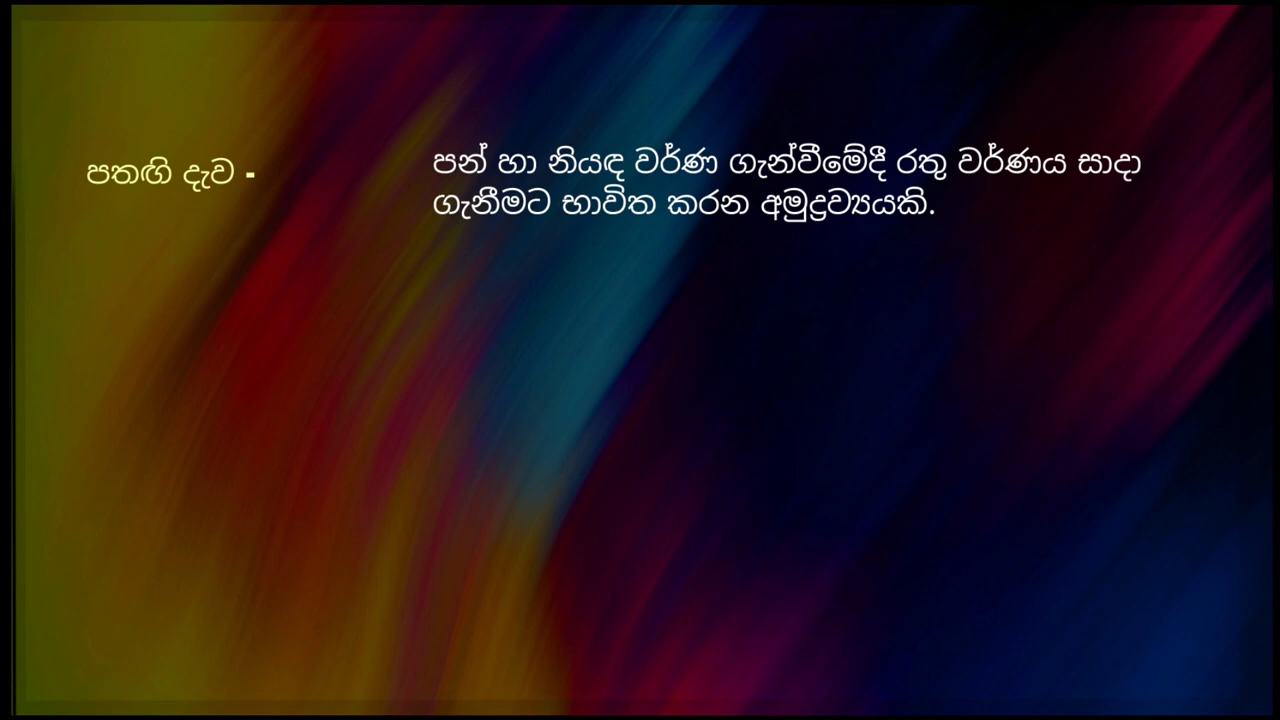 පතඟි දැව -
පන් හා නියඳ වර්ණ ගැන්වීමේදී රතු වර්ණය සාදා
ගැනීමට භාවිත කරන අමුද්‍රව්‍යයකි.